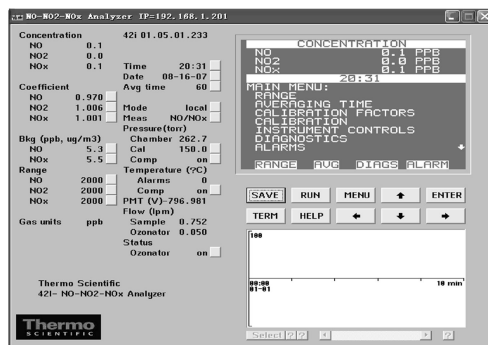 NO-NO2-NOx Analyzer IP=192.168.1.201
Concentration
NO 0.1
NO2 0.0
NOx 0.1
Coefficient
NO 0.970
NO2 1.006
NOx 1.001
Bkg (ppb, ug/m3)
NO 5.3
NOx 5.5
Range
NO 2000
NO2 2000
NOx 2000
Gas units ppb
42i 01.05.01.233
Time 20:31
Date 08-16-07
Avg time 60
Mode local
Meas NO/NOx
Pressure(torr)
Chamber 262.7
Cal 150.0
Comp on
Temperature (?C)
Alarms 0
Comp on
PMT (V)-796.981
Flow (lpm)
Sample 0.752
Ozonator 0.050
Status
Ozonator on
Thermo Scientific
42I- NO-NO2-NOx Analyzer
Thermo
SCIENTIFIC
CONCENTRATION
NO 0.1 PPB
NO2 0.0 PPB
NOx 0.1 PPB
20:31
MAIN MENU:
RANGE
AVERAGING TIME
CALIBRATION FACTORS
CALIBRATION
INSTRUMENT CONTROLS
DIAGNOSTICS
ALARMS
RANGE AVG DIAGS ALARM
SAVE RUN MENU ↑ ENTER
TERM HELP ← ↓ →
100
00:00 10 min
01-01
Select ? ? ?